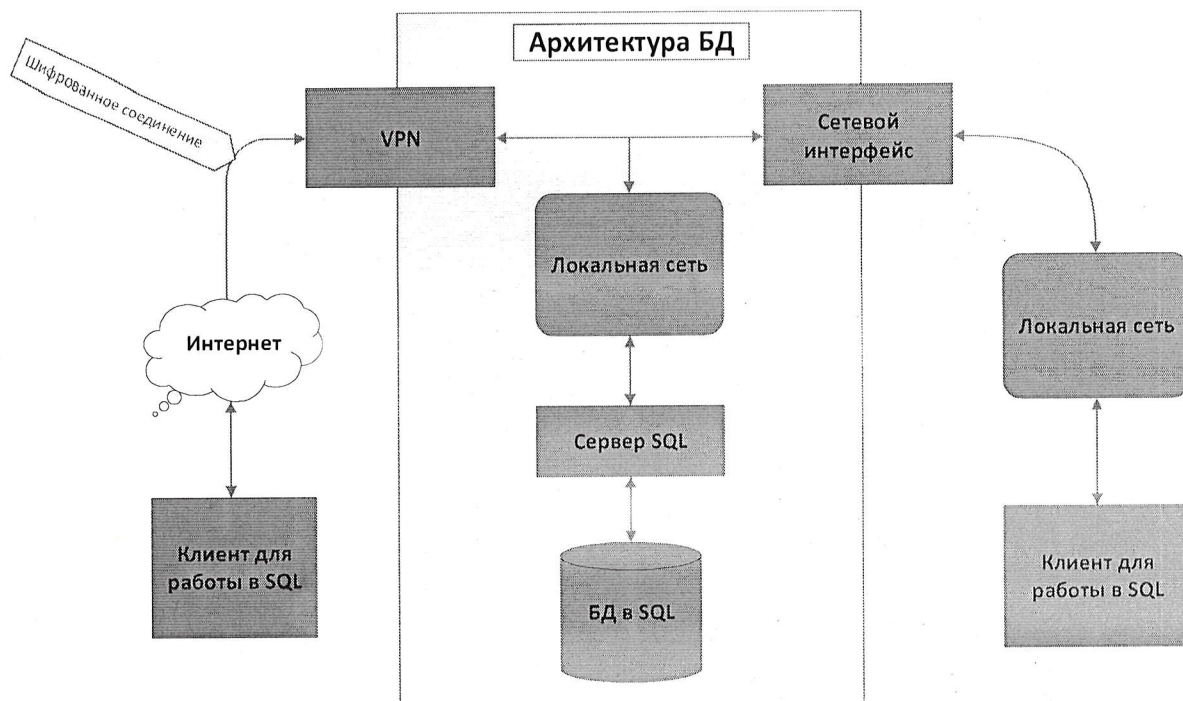 Архитектура БД
Шифрованное соединение
VPN
Сетевой
интерфейс
Локальная сеть
Локальная сеть
Интернет
Сервер SQL
Клиент для
работы в SQL
БД в SQL
Клиент для
работы в SQL